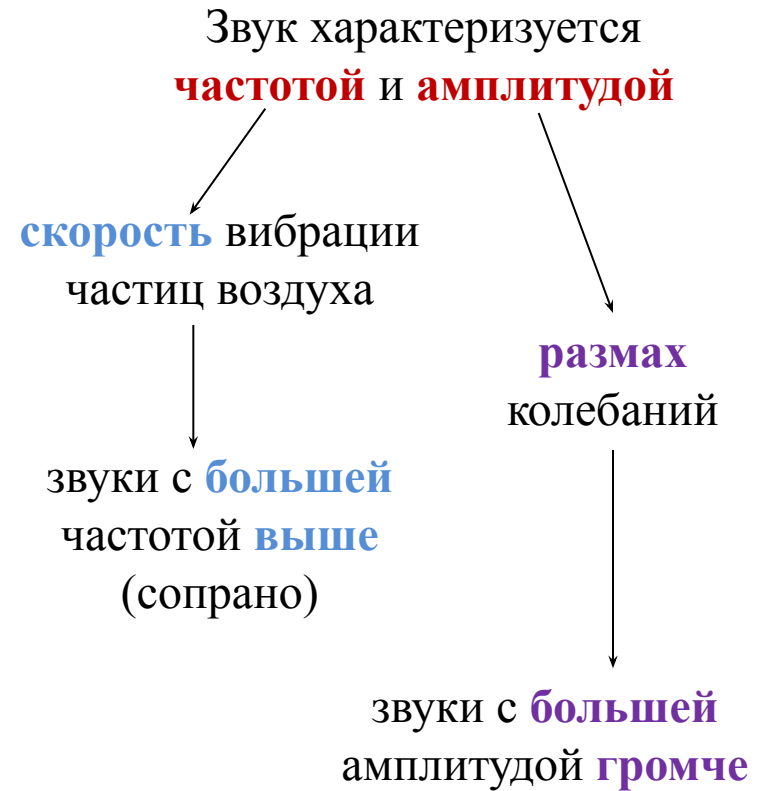 Звук характеризуется
частотой и амплитудой
скорость вибрации
частиц воздуха
звуки с большей
частотой выше
(сопрано)
размах
колебаний
звуки с большей
амплитудой громче